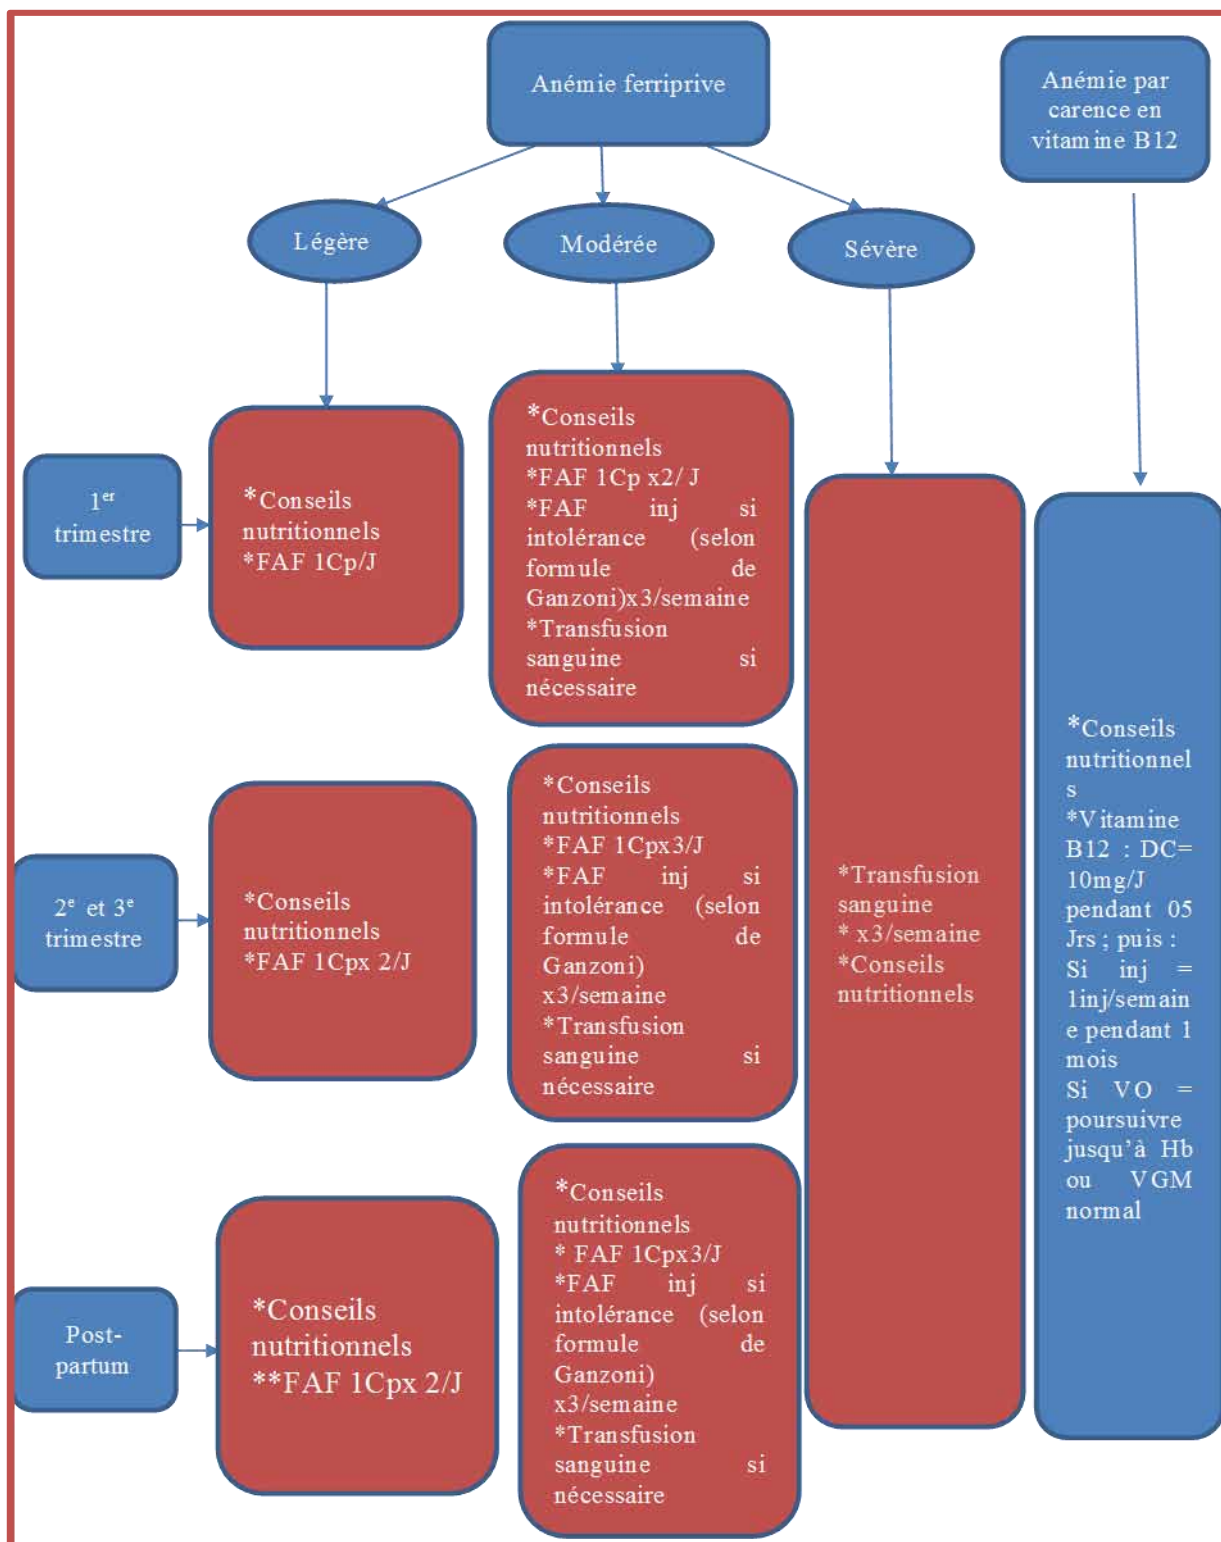 Anémie ferriprive
Anémie par
carence en
vitamine B12
Légère
Modérée
Sévère
1er
trimestre
*Conseils
nutritionnels
*FAF 1Cp/J
*Conseils
nutritionnels
*FAF 1Cp x2/ J
*FAF inj si
intolérance (selon
formule de
Ganzoni)x3/semaine
*Transfusion
sanguine si
nécessaire
2e et 3e
trimestre
*Conseils
nutritionnels
*FAF 1Cpx 2/J
*Conseils
nutritionnels
*FAF 1Cpx3/J
*FAF inj si
intolérance (selon
formule de
Ganzoni)
x3/semaine
*Transfusion
sanguine si
nécessaire
Post-
partum
*Conseils
nutritionnels
**FAF 1Cpx 2/J
*Conseils
nutritionnels
* FAF 1Cpx3/J
*FAF inj si
intolérance (selon
formule de
Ganzoni)
x3/semaine
*Transfusion
sanguine si
nécessaire
*Transfusion
sanguine
* x3/semaine
*Conseils
nutritionnels
*Conseils
nutritionnel
s
*Vitamine
B12 : DC=
10mg/J
pendant 05
Jrs ; puis :
Si inj =
1inj/semain
e pendant 1
mois
Si VO =
poursuivre
jusqu’à Hb
ou VGM
normal